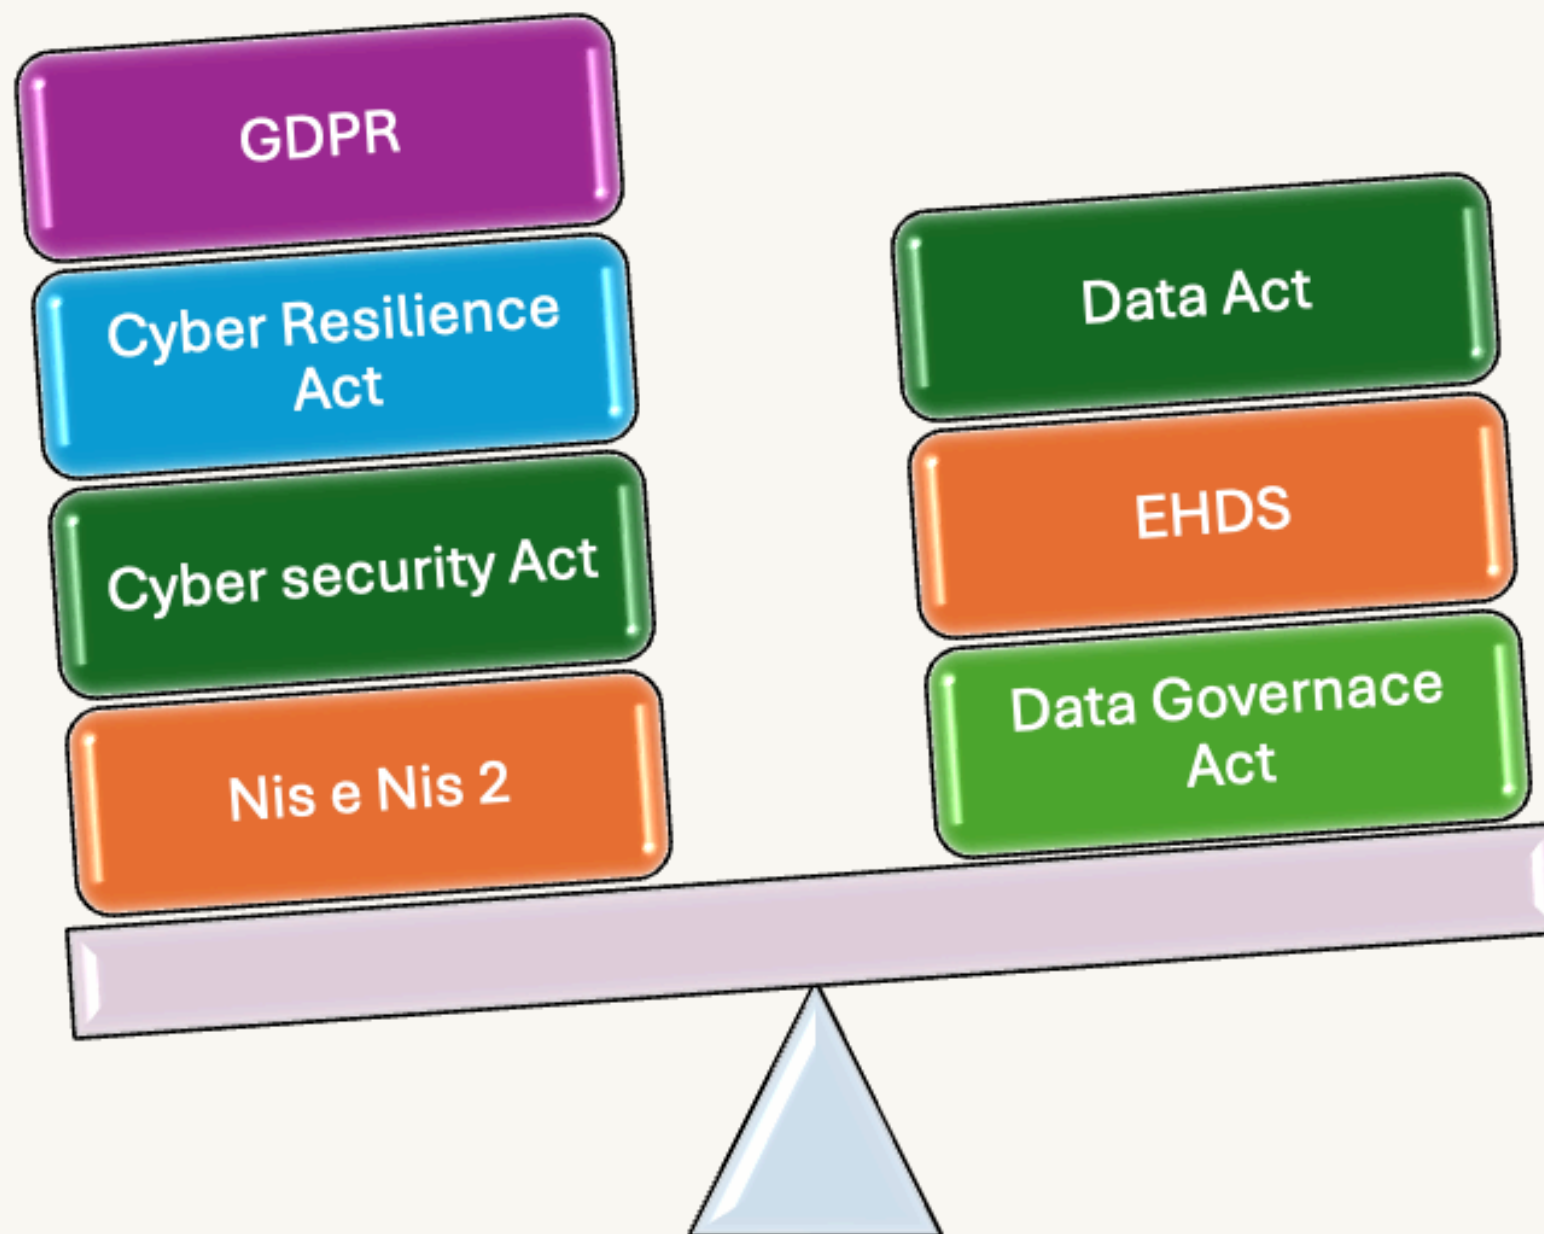 GDPR
Cyber Resilience
Act
Cyber security Act
Nis e Nis 2
Data Act
EHDS
Data Governace
Act